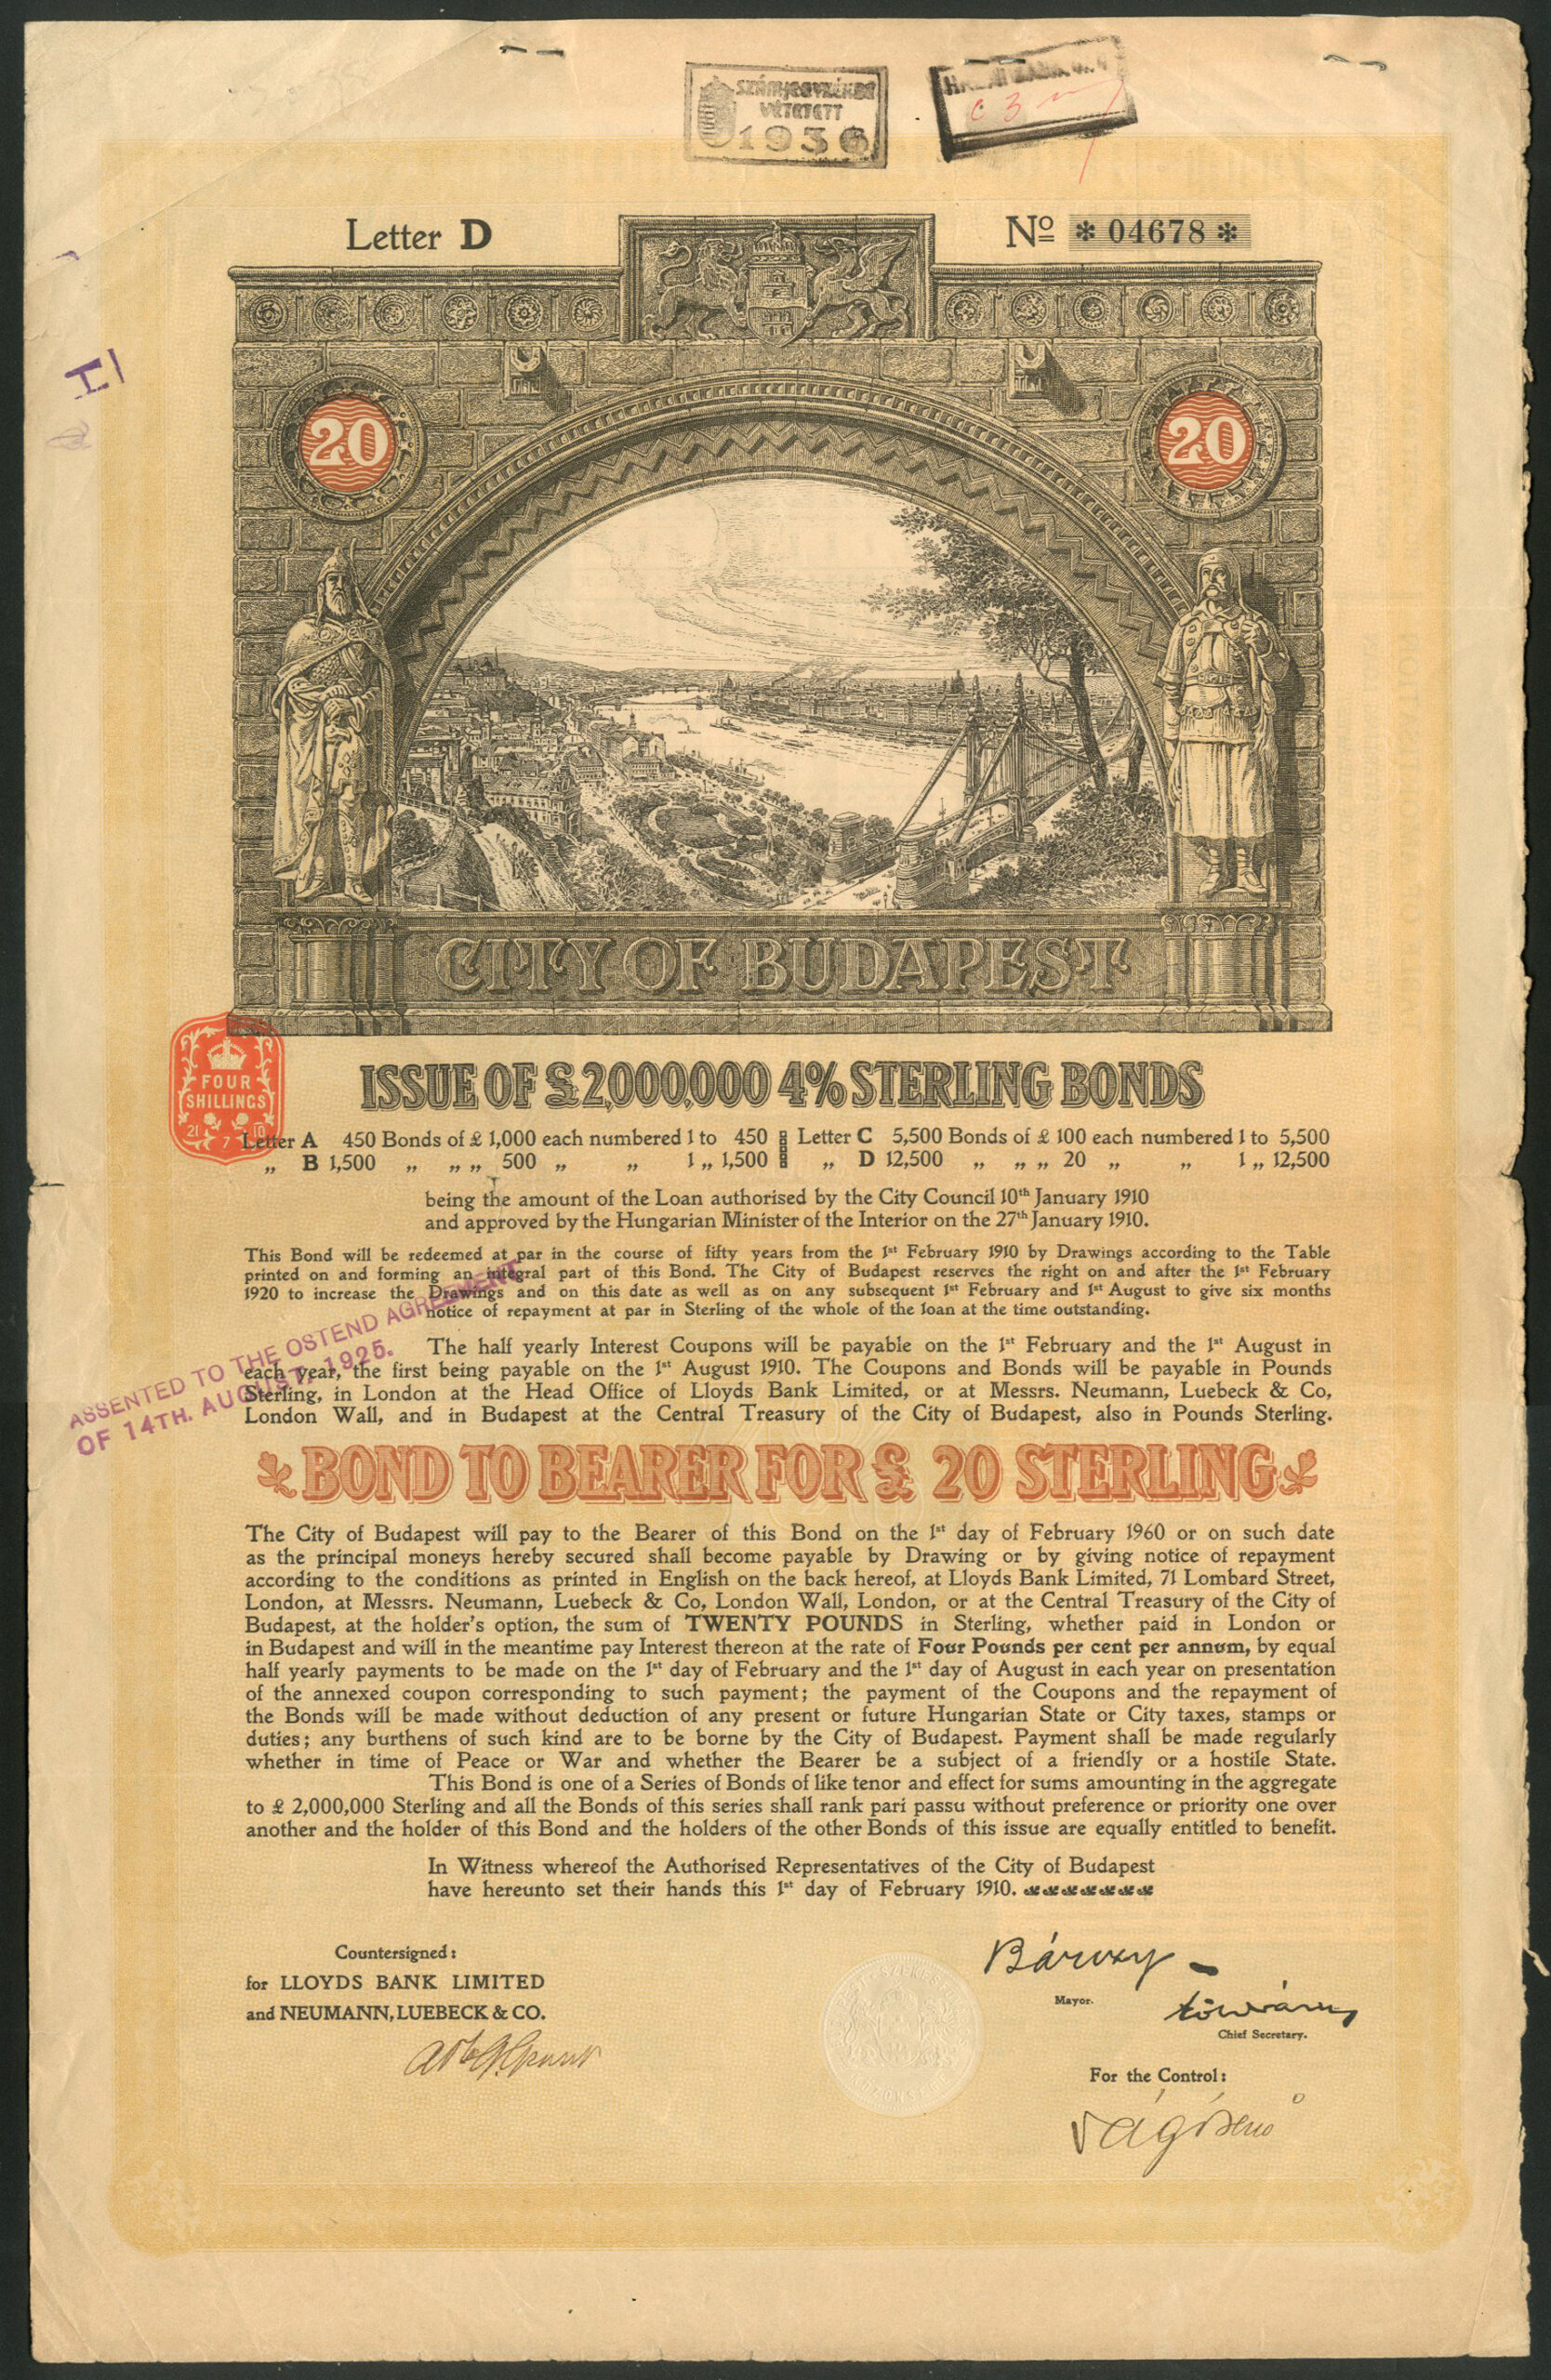 SZÁMJEGYZÉKBE
VÉTETETT
1936
Letter D
Nº * 04678 *
20
20
CITY OF BUDAPEST
FOUR
SHILLINGS
21 7 10
ISSUE OF £ 2,000,000 4% STERLING BONDS
Letter A 450 Bonds of £ 1,000 each numbered 1 to 450 Letter C 5,500 Bonds of £ 100 each numbered 1 to 5,500
„ B 1,500 „ „ „ 500 „ „ 1 „ 1,500 „ D 12,500 „ „ „ 20 „ „ 1 „ 12,500
being the amount of the Loan authorised by the City Council 10th January 1910
and approved by the Hungarian Minister of the Interior on the 27th January 1910.
This Bond will be redeemed at par in the course of fifty years from the 1st February 1910 by Drawings according to the Table
printed on and forming an integral part of this Bond. The City of Budapest reserves the right on and after the 1st February
1920 to increase the Drawings and on this date as well as on any subsequent 1st February and 1st August to give six months
notice of repayment at par in Sterling of the whole of the loan at the time outstanding.
ASSENTED TO THE OSTEND AGREEMENT
OF 14TH. AUGUST, 1925.
The half yearly Interest Coupons will be payable on the 1st February and the 1st August in
each year, the first being payable on the 1st August 1910. The Coupons and Bonds will be payable in Pounds
Sterling, in London at the Head Office of Lloyds Bank Limited, or at Messrs. Neumann, Luebeck & Co,
London Wall, and in Budapest at the Central Treasury of the City of Budapest, also in Pounds Sterling.
BOND TO BEARER FOR £ 20 STERLING
The City of Budapest will pay to the Bearer of this Bond on the 1st day of February 1960 or on such date
as the principal moneys hereby secured shall become payable by Drawing or by giving notice of repayment
according to the conditions as printed in English on the back hereof, at Lloyds Bank Limited, 71 Lombard Street,
London, at Messrs. Neumann, Luebeck & Co, London Wall, London, or at the Central Treasury of the City of
Budapest, at the holder's option, the sum of TWENTY POUNDS in Sterling, whether paid in London or
in Budapest and will in the meantime pay Interest thereon at the rate of Four Pounds per cent per annum, by equal
half yearly payments to be made on the 1st day of February and the 1st day of August in each year on presentation
of the annexed coupon corresponding to such payment; the payment of the Coupons and the repayment of
the Bonds will be made without deduction of any present or future Hungarian State or City taxes, stamps or
duties; any burthens of such kind are to be borne by the City of Budapest. Payment shall be made regularly
whether in time of Peace or War and whether the Bearer be a subject of a friendly or a hostile State.
This Bond is one of a Series of Bonds of like tenor and effect for sums amounting in the aggregate
to £ 2,000,000 Sterling and all the Bonds of this series shall rank pari passu without preference or priority one over
another and the holder of this Bond and the holders of the other Bonds of this issue are equally entitled to benefit.
In Witness whereof the Authorised Representatives of the City of Budapest
have hereunto set their hands this 1st day of February 1910.
Countersigned:
for LLOYDS BANK LIMITED
and NEUMANN, LUEBECK & CO.
Bárczy
Mayor.
Chief Secretary.
For the Control: